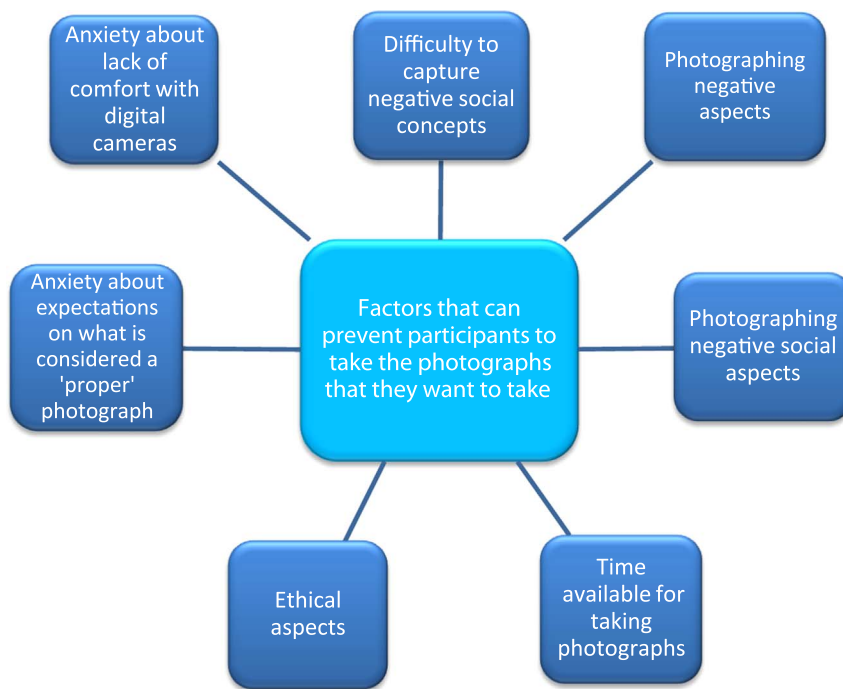 Anxiety about
lack of
comfort with
digital
cameras
Difficulty to
capture
negative social
concepts
Photographing
negative
aspects
Anxiety about
expectations
on what is
considered a
'proper'
photograph
Factors that can
prevent participants to
take the photographs
that they want to take
Photographing
negative social
aspects
Ethical
aspects
Time
available for
taking
photographs